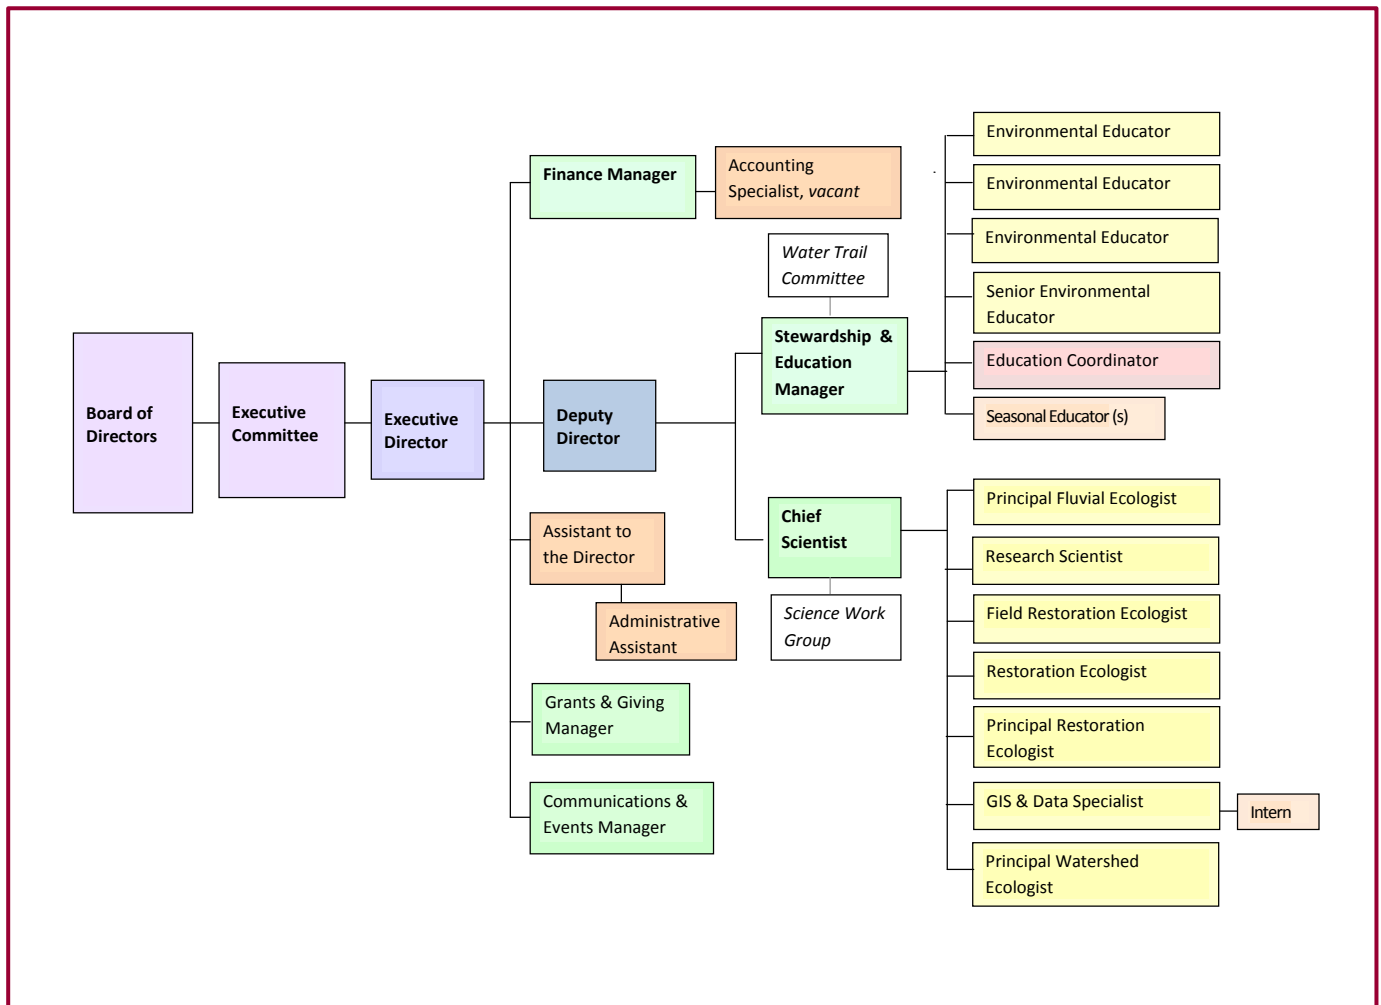 Board of
Directors
Executive
Committee
Executive
Director
Finance Manager
Accounting
Specialist, vacant
Deputy
Director
Assistant to
the Director
Administrative
Assistant
Grants & Giving
Manager
Communications &
Events Manager
Water Trail
Committee
Stewardship &
Education
Manager
Chief
Scientist
Science Work
Group
Environmental Educator
Environmental Educator
Environmental Educator
Senior Environmental
Educator
Education Coordinator
Seasonal Educator (s)
Principal Fluvial Ecologist
Research Scientist
Field Restoration Ecologist
Restoration Ecologist
Principal Restoration
Ecologist
GIS & Data Specialist
Intern
Principal Watershed
Ecologist